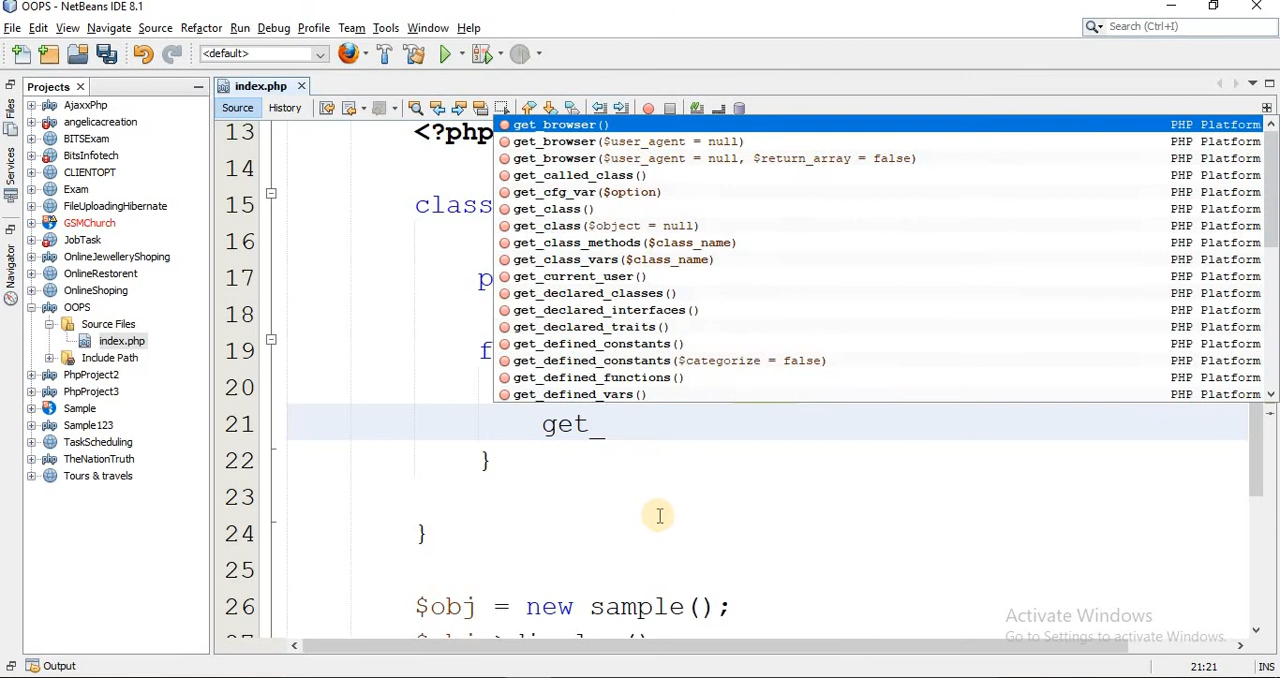 OOPS - NetBeans IDE 8.1
File Edit View Navigate Source Refactor Run Debug Profile Team Tools Window Help
Search (Ctrl+I)
<default>
Projects
index.php
Source History
Files
Services
Navigator
AjaxxPhp
angelicacreation
BITSExam
BitsInfotech
CLIENTOPT
Exam
FileUploadingHibernate
GSMChurch
JobTask
OnlineJewelleryShoping
OnlineRestorent
OnlineShoping
OOPS
Source Files
index.php
Include Path
PhpProject2
PhpProject3
Sample
Sample123
TaskScheduling
TheNationTruth
Tours & travels
13 <?php
14
15 class
16
17 p
18
19 f
20
21 get_
22 }
23
24 }
25
26 $obj = new sample();
get_browser() PHP Platform
get_browser($user_agent = null) PHP Platform
get_browser($user_agent = null, $return_array = false) PHP Platform
get_called_class() PHP Platform
get_cfg_var($option) PHP Platform
get_class() PHP Platform
get_class($object = null) PHP Platform
get_class_methods($class_name) PHP Platform
get_class_vars($class_name) PHP Platform
get_current_user() PHP Platform
get_declared_classes() PHP Platform
get_declared_interfaces() PHP Platform
get_declared_traits() PHP Platform
get_defined_constants() PHP Platform
get_defined_constants($categorize = false) PHP Platform
get_defined_functions() PHP Platform
get_defined_vars() PHP Platform
Activate Windows
Go to Settings to activate Windows.
Output
21:21 INS